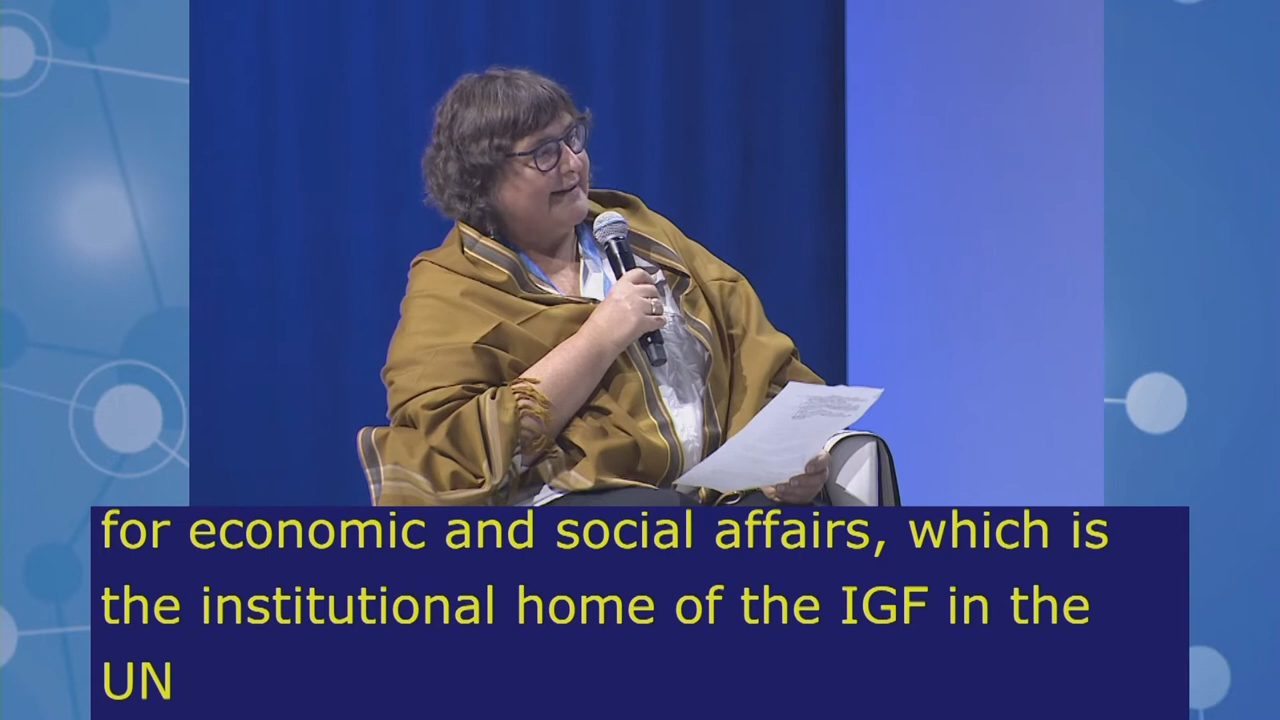 for economic and social affairs, which is
the institutional home of the IGF in the
UN